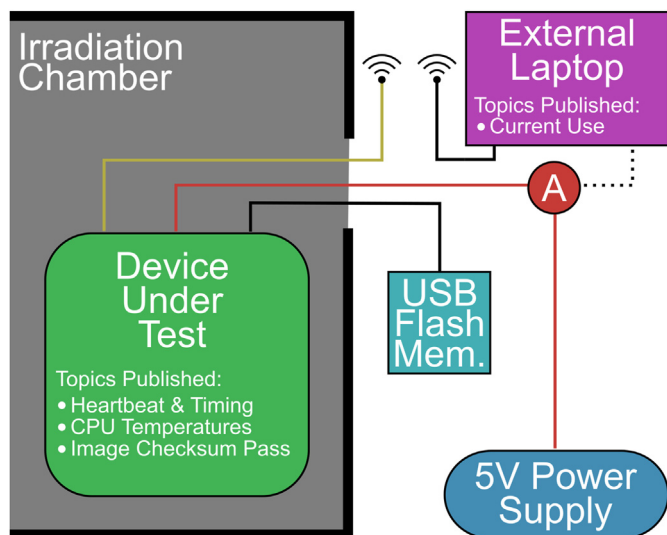 Irradiation
Chamber
External
Laptop
Topics Published:
• Current Use
A
Device
Under
Test
Topics Published:
• Heartbeat & Timing
• CPU Temperatures
• Image Checksum Pass
USB
Flash
Mem.
5V Power
Supply